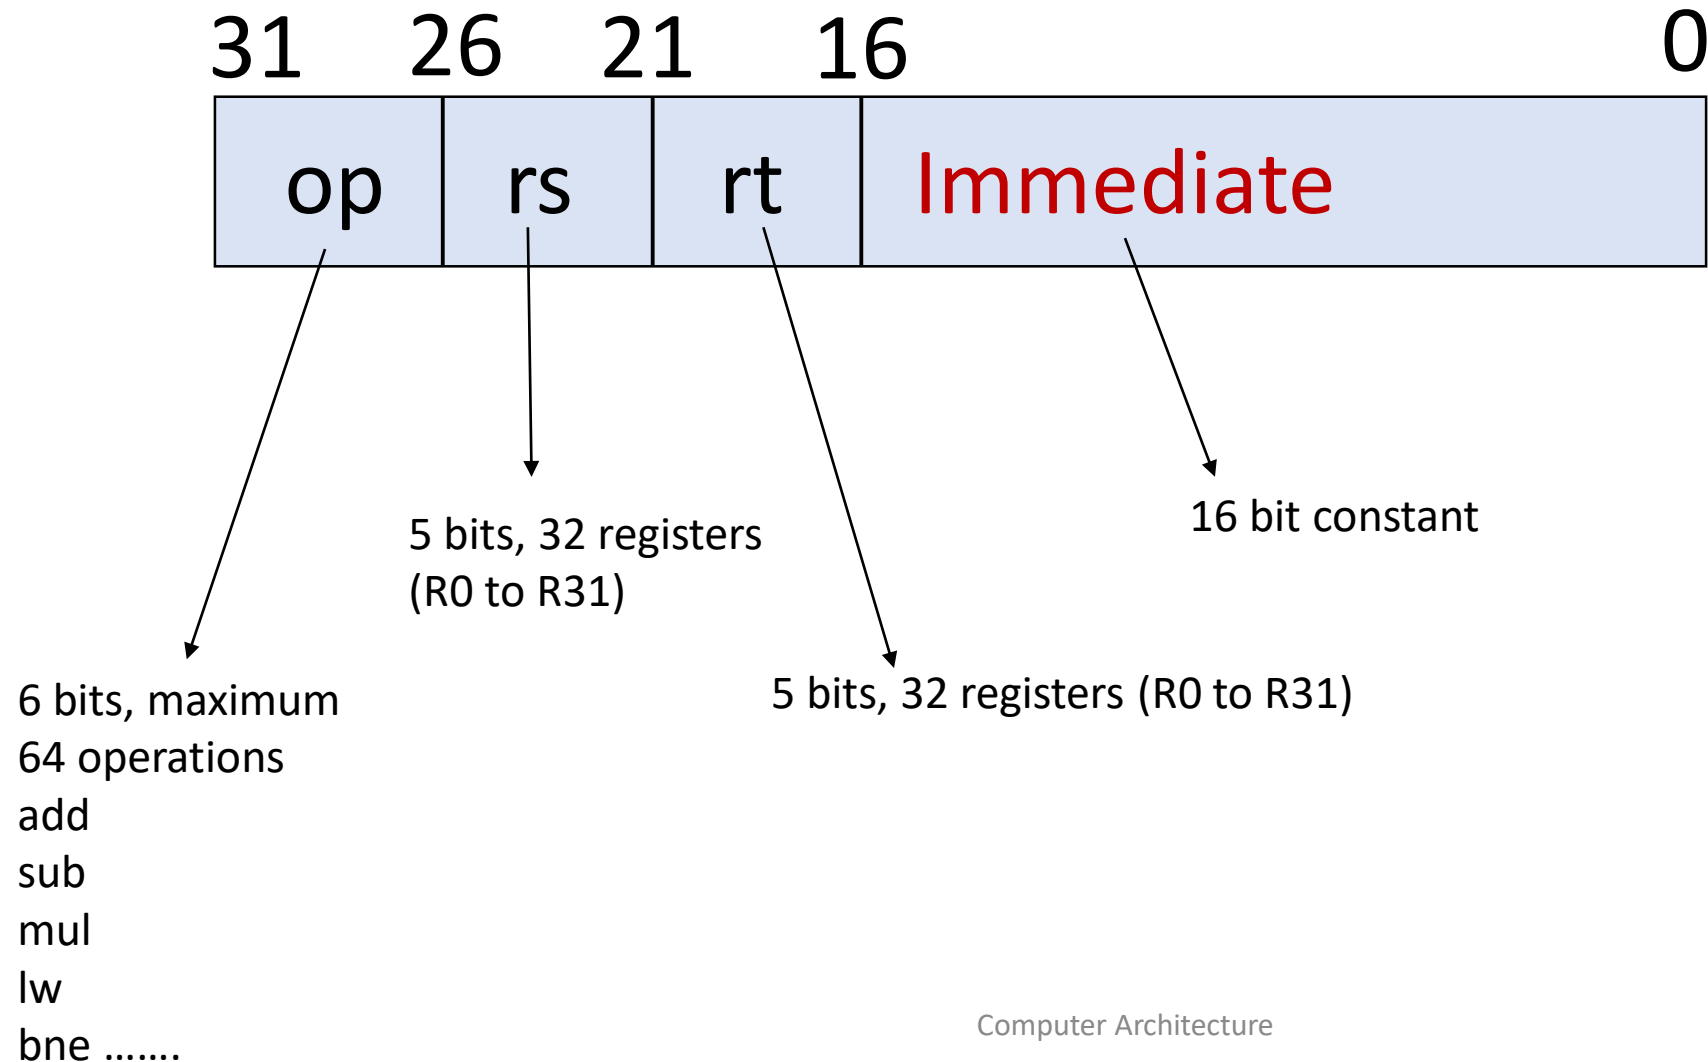 31 26 21 16 0
op rs rt Immediate
5 bits, 32 registers
(R0 to R31)
16 bit constant
6 bits, maximum
64 operations
add
sub
mul
lw
bne …….
5 bits, 32 registers (R0 to R31)
Computer Architecture